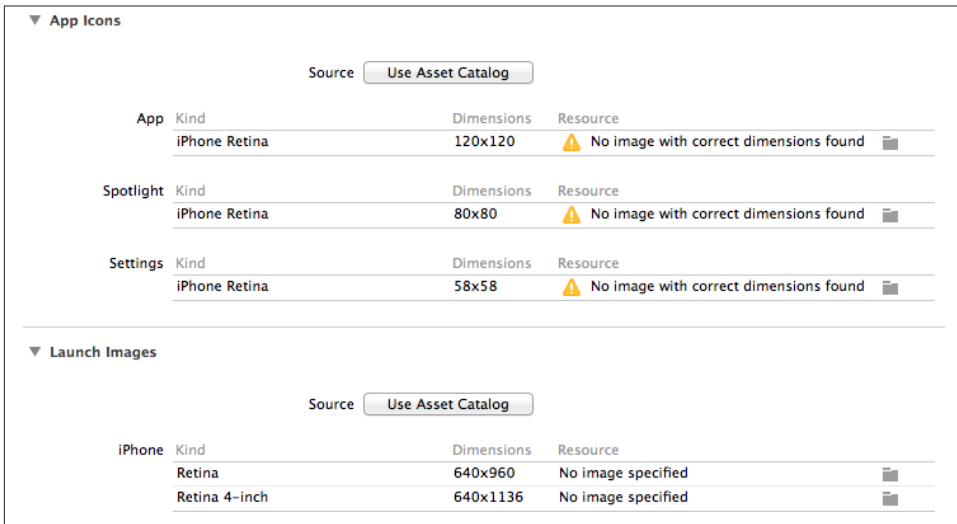 App Icons
Source Use Asset Catalog
App Kind Dimensions Resource
iPhone Retina 120x120 No image with correct dimensions found
Spotlight Kind Dimensions Resource
iPhone Retina 80x80 No image with correct dimensions found
Settings Kind Dimensions Resource
iPhone Retina 58x58 No image with correct dimensions found
Launch Images
Source Use Asset Catalog
iPhone Kind Dimensions Resource
Retina 640x960 No image specified
Retina 4-inch 640x1136 No image specified